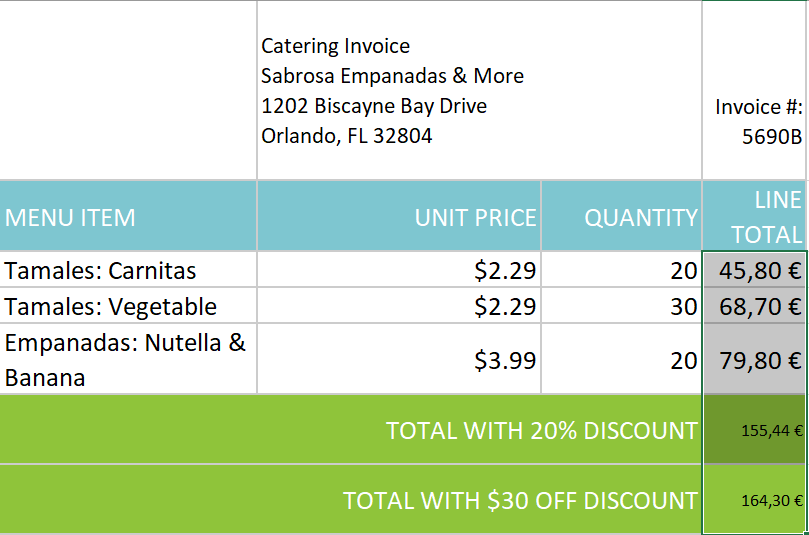 Catering Invoice
Sabrosa Empanadas & More
1202 Biscayne Bay Drive
Orlando, FL 32804
Invoice #:
5690B
MENU ITEM UNIT PRICE QUANTITY LINE
TOTAL
Tamales: Carnitas $2.29 20 45,80 €
Tamales: Vegetable $2.29 30 68,70 €
Empanadas: Nutella &
Banana $3.99 20 79,80 €
TOTAL WITH 20% DISCOUNT 155,44 €
TOTAL WITH $30 OFF DISCOUNT 164,30 €